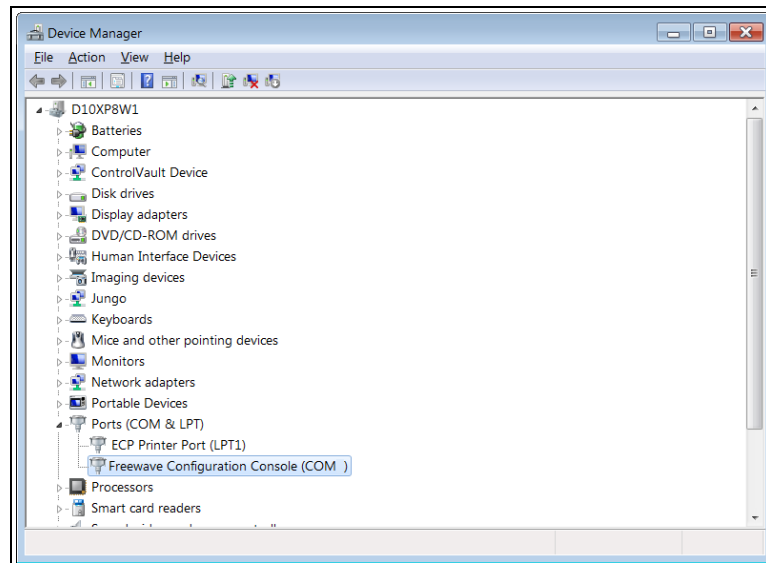 Device Manager
File Action View Help
D10XP8W1
Batteries
Computer
ControlVault Device
Disk drives
Display adapters
DVD/CD-ROM drives
Human Interface Devices
Imaging devices
Jungo
Keyboards
Mice and other pointing devices
Monitors
Network adapters
Portable Devices
Ports (COM & LPT)
ECP Printer Port (LPT1)
Freewave Configuration Console (COM )
Processors
Smart card readers